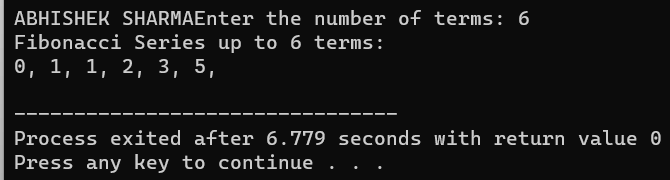 ABHISHEK SHARMAEnter the number of terms: 6
Fibonacci Series up to 6 terms:
0, 1, 1, 2, 3, 5,
--------------------------------
Process exited after 6.779 seconds with return value 0
Press any key to continue . . .